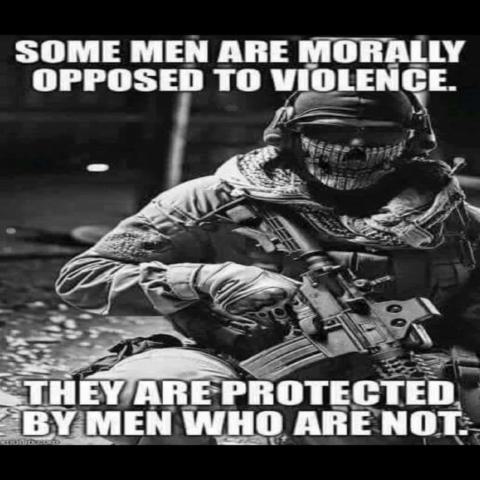 SOME MEN ARE MORALLY
OPPOSED TO VIOLENCE.
THEY ARE PROTECTED
BY MEN WHO ARE NOT.